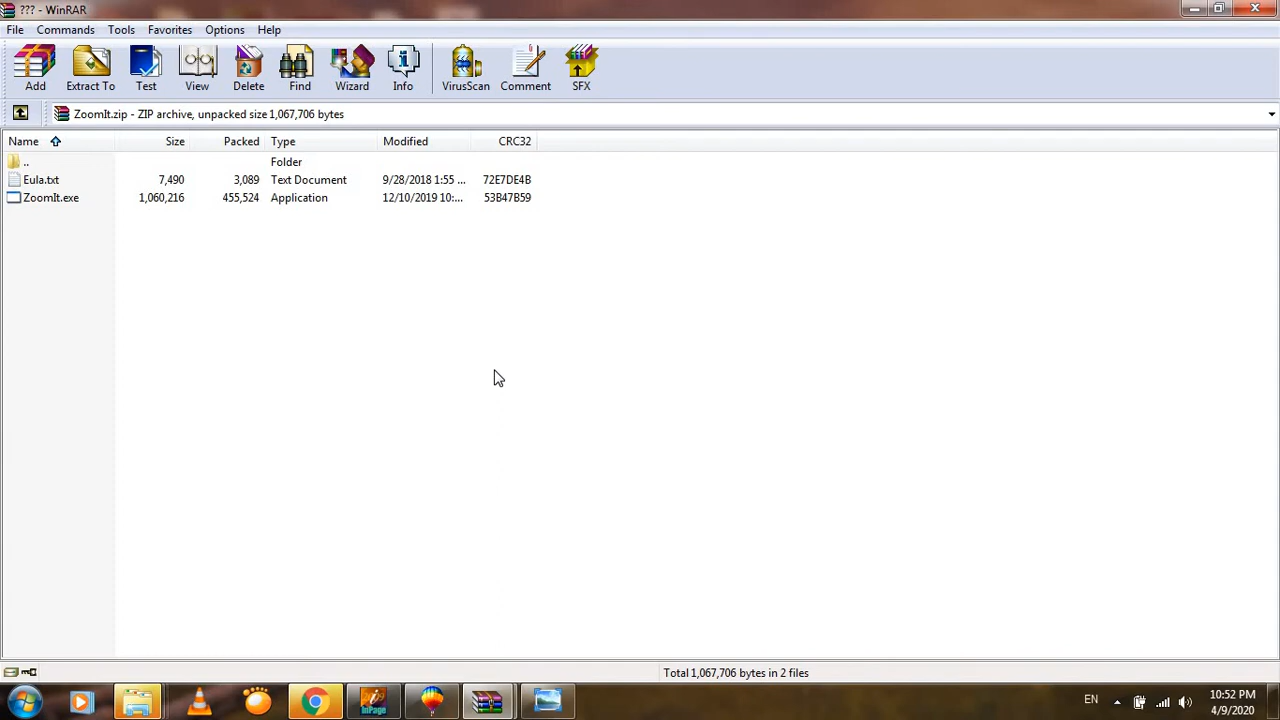 ??? - WinRAR
File Commands Tools Favorites Options Help
Add Extract To Test View Delete Find Wizard Info VirusScan Comment SFX
ZoomIt.zip - ZIP archive, unpacked size 1,067,706 bytes
Name Size Packed Type Modified CRC32
.. Folder
Eula.txt 7,490 3,089 Text Document 9/28/2018 1:55 ... 72E7DE4B
ZoomIt.exe 1,060,216 455,524 Application 12/10/2019 10:... 53B47B59
Total 1,067,706 bytes in 2 files
InPage
EN
10:52 PM
4/9/2020